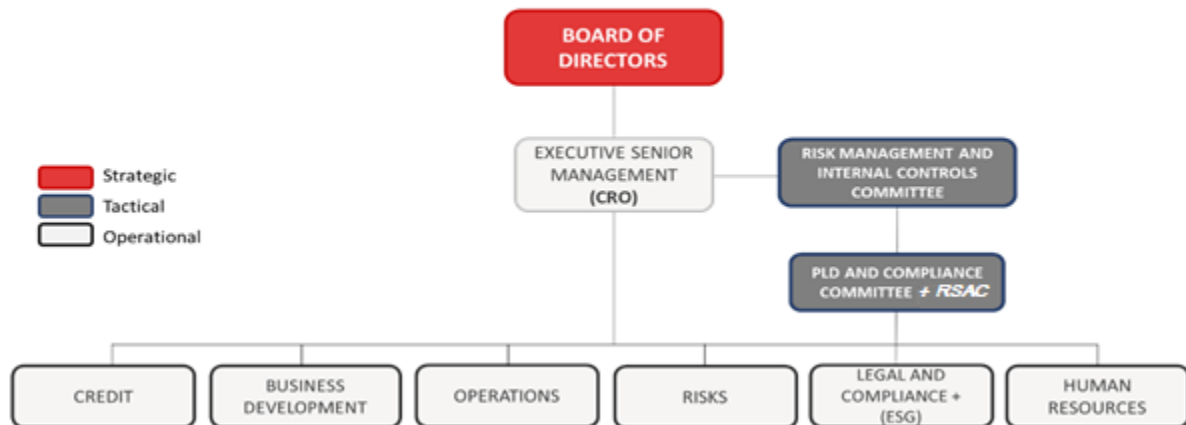 BOARD OF
DIRECTORS
EXECUTIVE SENIOR
MANAGEMENT
(CRO)
RISK MANAGEMENT AND
INTERNAL CONTROLS
COMMITTEE
Strategic
Tactical
Operational
PLD AND COMPLIANCE
COMMITTEE + RSAC
CREDIT
BUSINESS
DEVELOPMENT
OPERATIONS
RISKS
LEGAL AND
COMPLIANCE +
(ESG)
HUMAN
RESOURCES